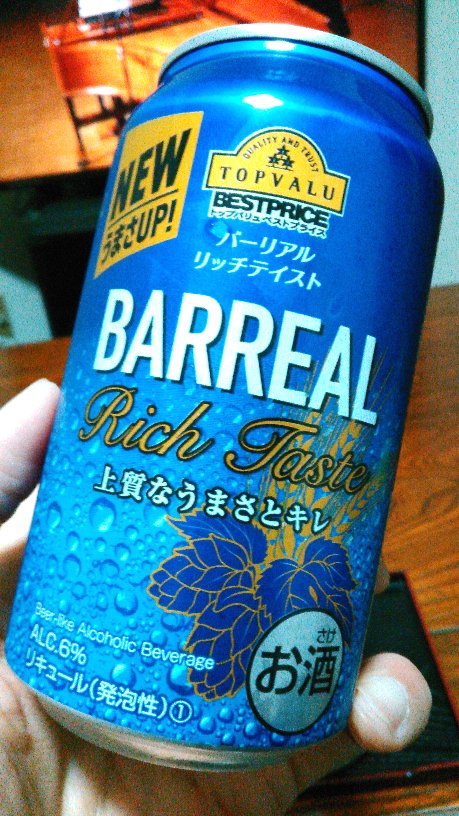 NEW
うまさUP!
QUALITY AND TRUST
TOPVALU
BESTPRICE
トップバリュベストプライス
バーリアル
リッチテイスト
BARREAL
Rich Taste
上質なうまさとキレ
Beer-like Alcoholic Beverage
ALC.6%
リキュール(発泡性)①
さけ
お酒